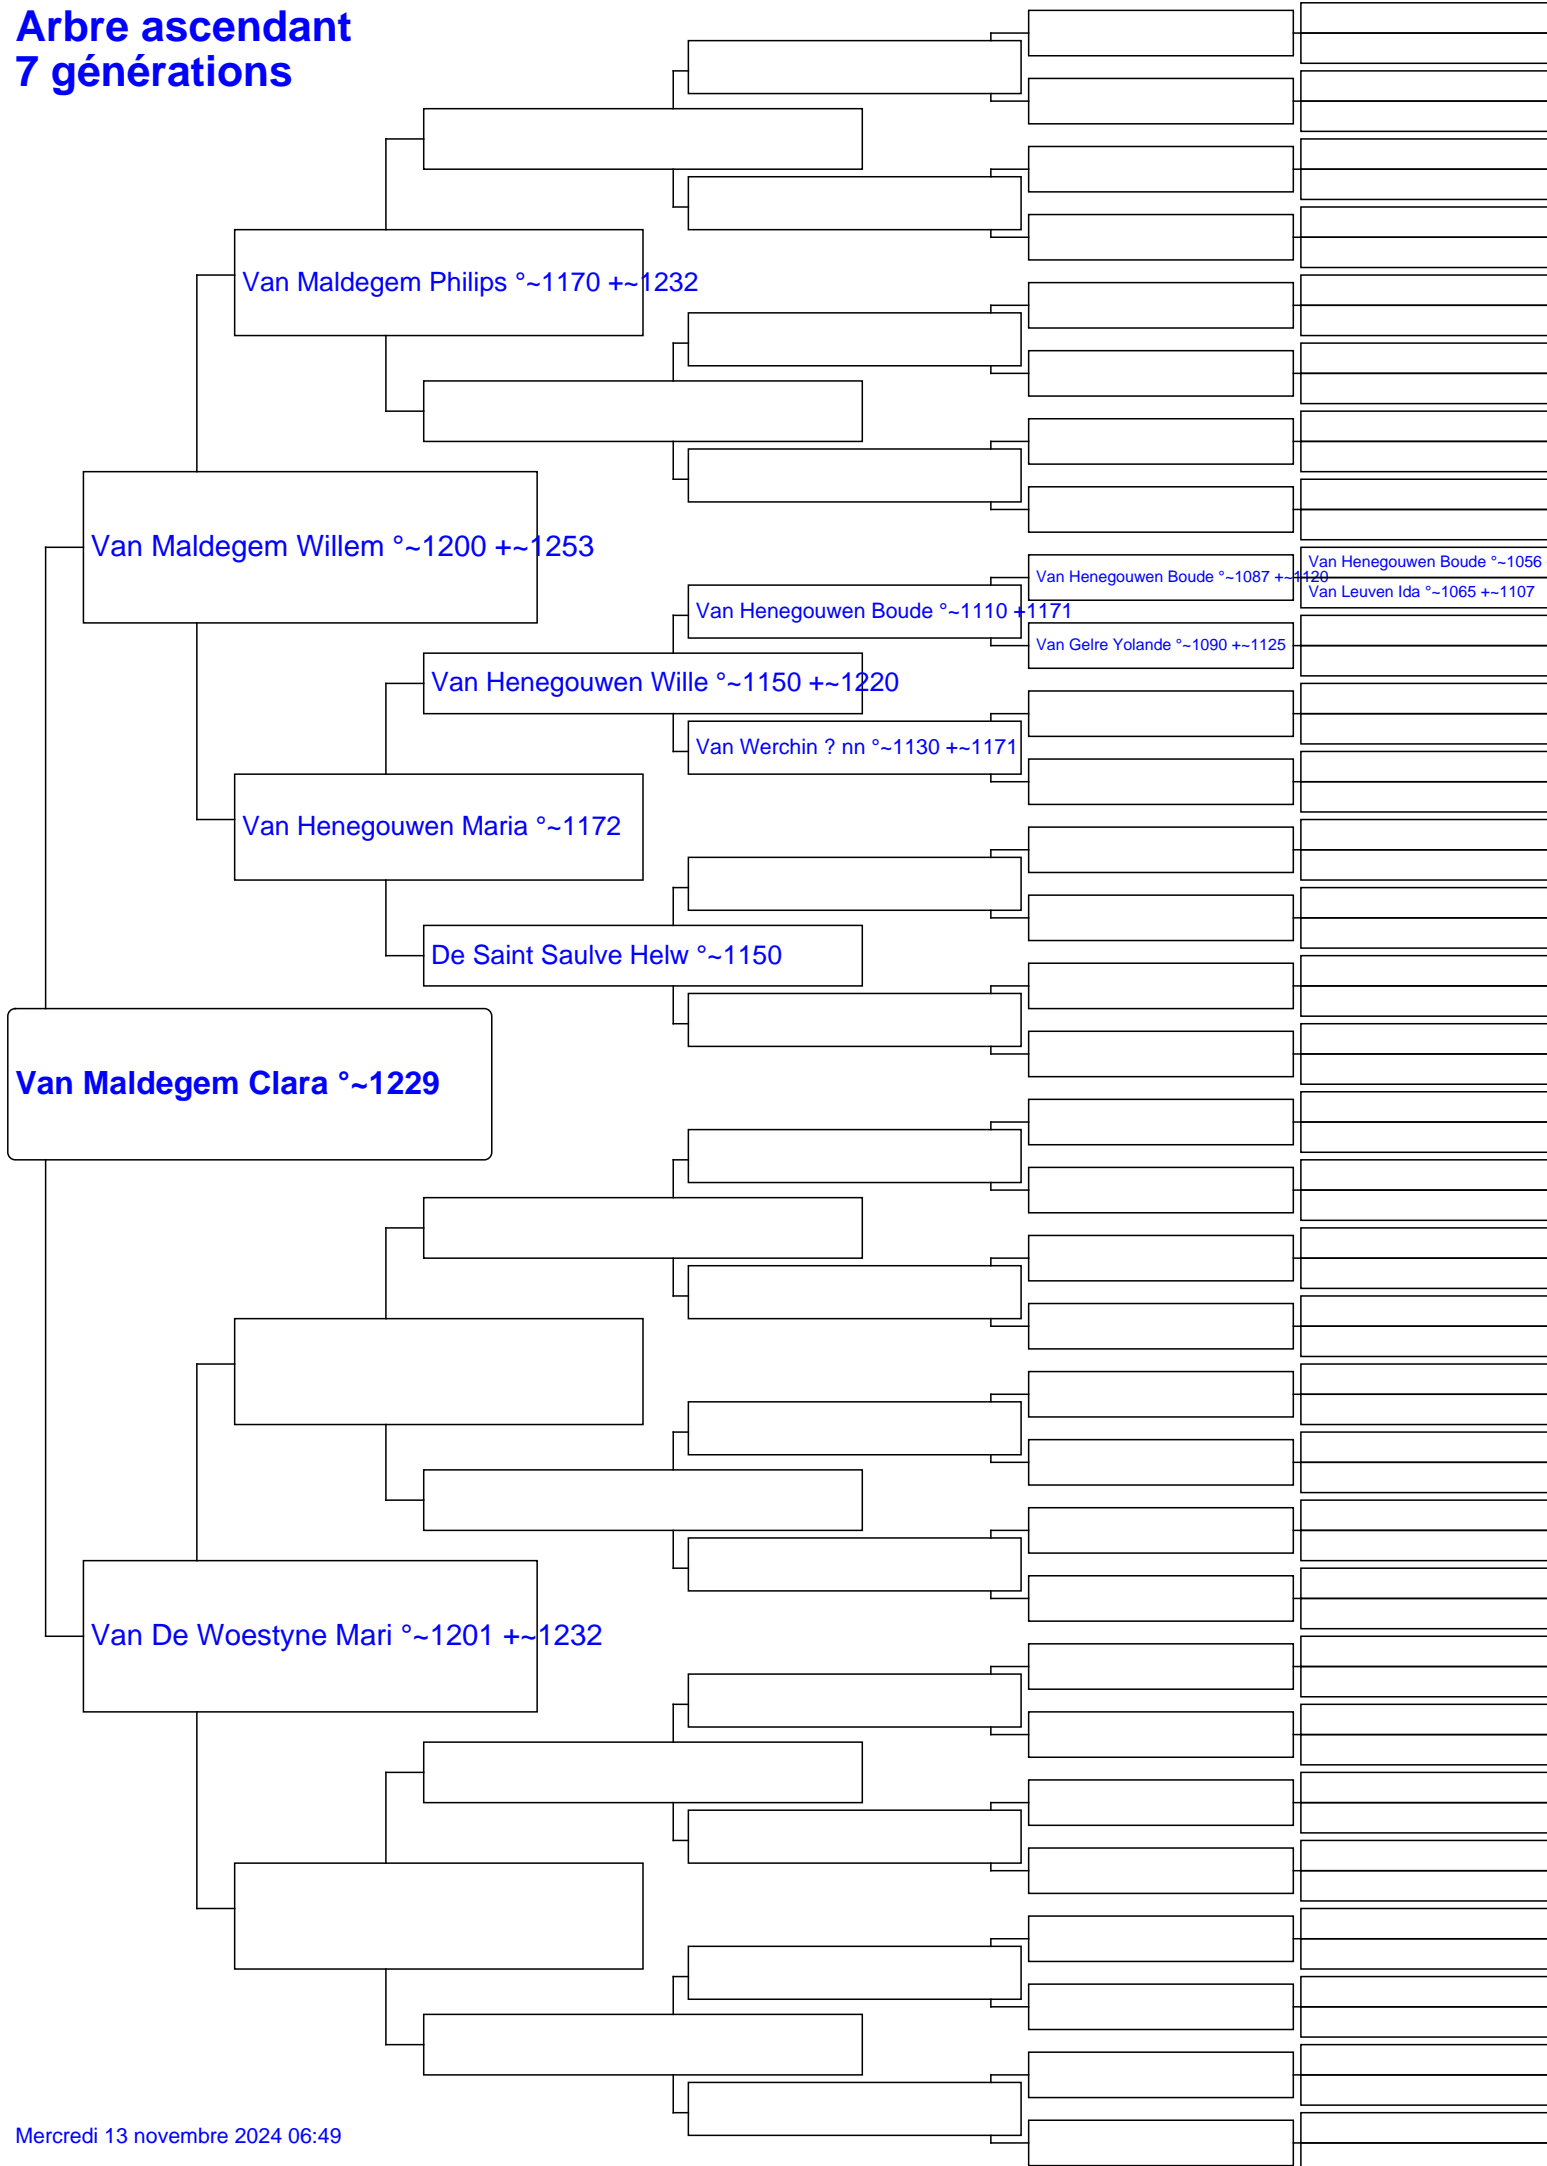 Arbre ascendant
7 générations
Van Maldegem Philips °~1170 +~1232
Van Maldegem Willem °~1200 +~1253
Van Henegouwen Boude °~1056
Van Henegouwen Boude °~1087 +~1120
Van Leuven Ida °~1065 +~1107
Van Henegouwen Boude °~1110 +1171
Van Gelre Yolande °~1090 +~1125
Van Henegouwen Wille °~1150 +~1220
Van Werchin ? nn °~1130 +~1171
Van Henegouwen Maria °~1172
De Saint Saulve Helw °~1150
Van Maldegem Clara °~1229
Van De Woestyne Mari °~1201 +~1232
Mercredi 13 novembre 2024 06:49